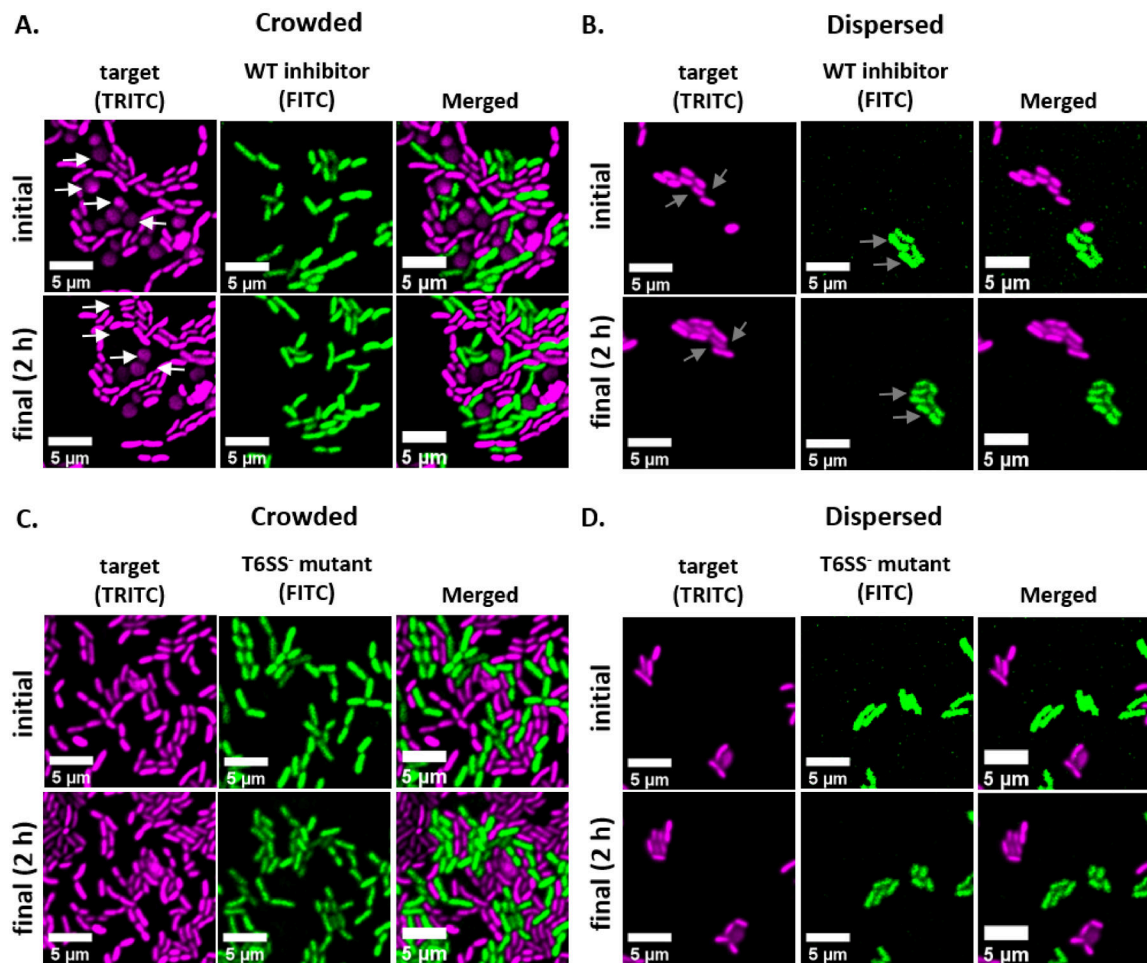 A.
Crowded
target
(TRITC)
WT inhibitor
(FITC)
Merged
initial
5 µm
5 µm
5 µm
final (2 h)
5 µm
5 µm
5 µm
B.
Dispersed
target
(TRITC)
WT inhibitor
(FITC)
Merged
initial
5 µm
5 µm
5 µm
final (2 h)
5 µm
5 µm
5 µm
C.
Crowded
target
(TRITC)
T6SS⁻ mutant
(FITC)
Merged
initial
5 µm
5 µm
5 µm
final (2 h)
5 µm
5 µm
5 µm
D.
Dispersed
target
(TRITC)
T6SS⁻ mutant
(FITC)
Merged
initial
5 µm
5 µm
5 µm
final (2 h)
5 µm
5 µm
5 µm